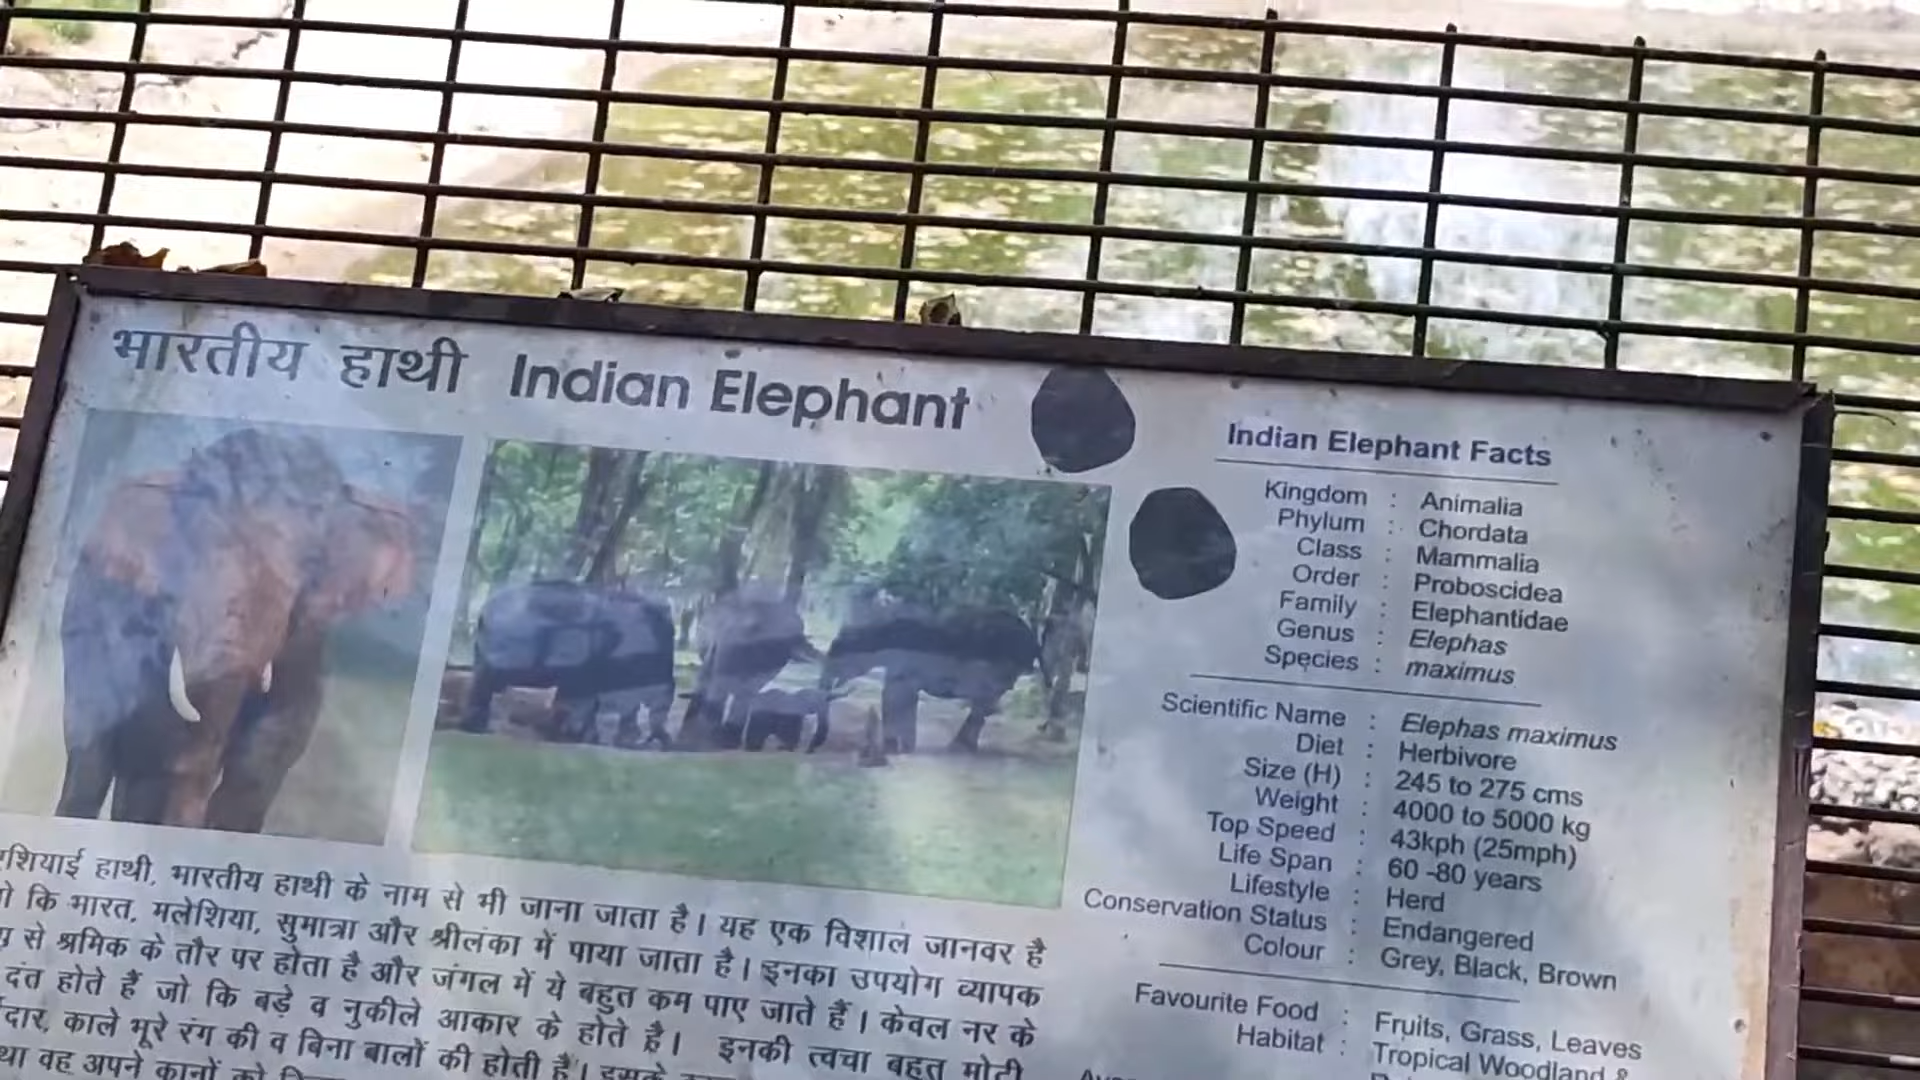 भारतीय हाथी Indian Elephant
एशियाई हाथी, भारतीय हाथी के नाम से भी जाना जाता है। यह एक विशाल जानवर है
कि भारत, मलेशिया, सुमात्रा और श्रीलंका में पाया जाता है। इनका उपयोग व्यापक
से श्रमिक के तौर पर होता है और जंगल में ये बहुत कम पाए जाते हैं। केवल नर के
दंत होते हैं जो कि बड़े व नुकीले आकार के होते है। इनकी त्वचा बहुत मोटी
काले भूरे रंग की व बिना बालों की होती है। इसके
वह अपने कानों को
Indian Elephant Facts
Kingdom : Animalia
Phylum : Chordata
Class : Mammalia
Order : Proboscidea
Family : Elephantidae
Genus : Elephas
Species : maximus
Scientific Name : Elephas maximus
Diet : Herbivore
Size (H) : 245 to 275 cms
Weight : 4000 to 5000 kg
Top Speed : 43kph (25mph)
Life Span : 60 -80 years
Lifestyle : Herd
Conservation Status : Endangered
Colour : Grey, Black, Brown
Favourite Food : Fruits, Grass, Leaves
Habitat : Tropical Woodland &